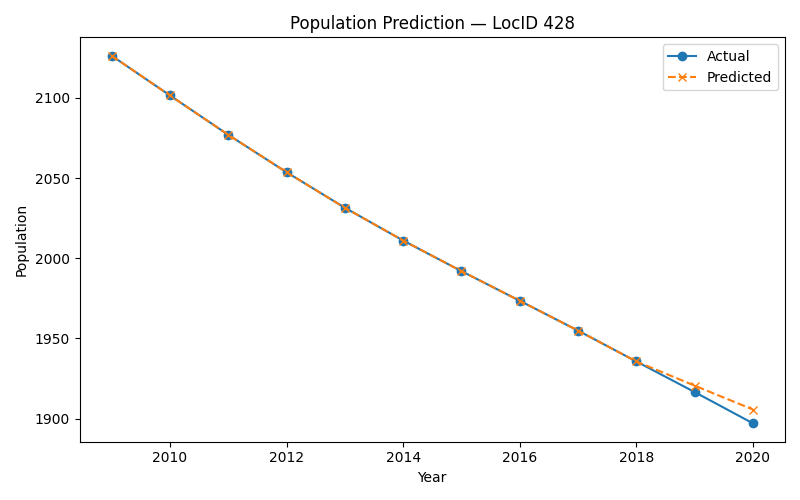 Population Prediction — LocID 428
Actual
Predicted
2100
2050
2000
1950
1900
Population
2010
2012
2014
2016
2018
2020
Year